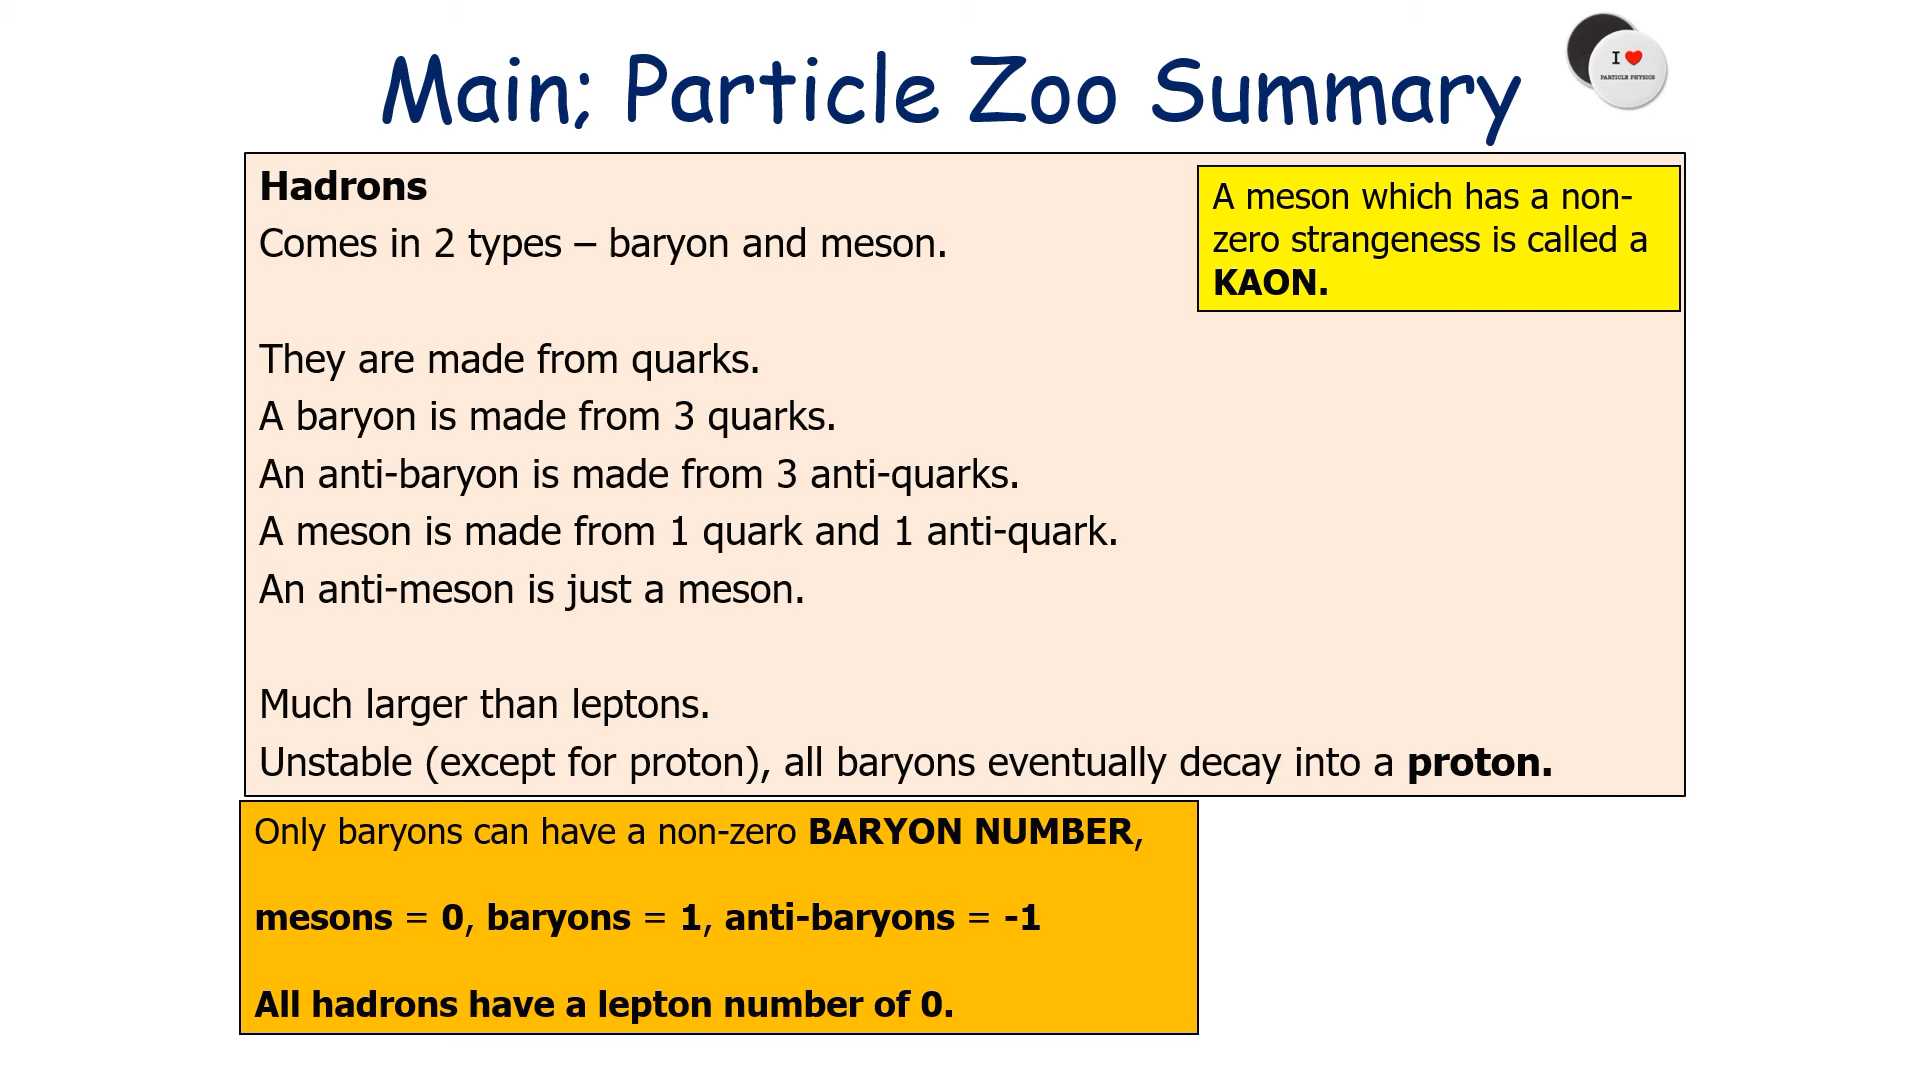 Main; Particle Zoo Summary
I ❤
PARTICLE PHYSICS
Hadrons
Comes in 2 types – baryon and meson.
A meson which has a non-
zero strangeness is called a
KAON.
They are made from quarks.
A baryon is made from 3 quarks.
An anti-baryon is made from 3 anti-quarks.
A meson is made from 1 quark and 1 anti-quark.
An anti-meson is just a meson.
Much larger than leptons.
Unstable (except for proton), all baryons eventually decay into a proton.
Only baryons can have a non-zero BARYON NUMBER,
mesons = 0, baryons = 1, anti-baryons = -1
All hadrons have a lepton number of 0.